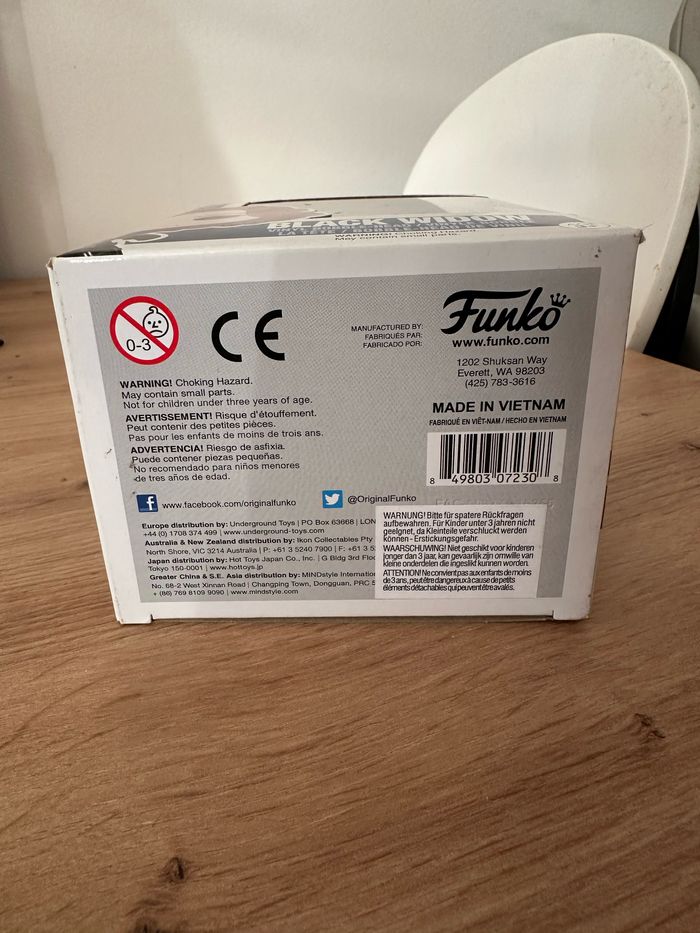 BLACK WIDOW
WARNING: Choking Hazard.
May contain small parts.
0-3
CE
MANUFACTURED BY:
FABRIQUÉS PAR:
FABRICADO POR:
Funko
www.funko.com
1202 Shuksan Way
Everett, WA 98203
(425) 783-3616
WARNING! Choking Hazard.
May contain small parts.
Not for children under three years of age.
AVERTISSEMENT! Risque d'étouffement.
Peut contenir des petites pièces.
Pas pour les enfants de moins de trois ans.
ADVERTENCIA! Riesgo de asfixia.
Puede contener piezas pequeñas.
No recomendado para niños menores
de tres años de edad.
MADE IN VIETNAM
FABRIQUÉ EN VIÊT-NAM / HECHO EN VIETNAM
8 49803 07230 8
f www.facebook.com/originalfunko
@OriginalFunko
Europe distribution by: Underground Toys | PO Box 63668 | LON
+44 (0) 1708 374 499 | www.underground-toys.com
Australia & New Zealand distribution by: Ikon Collectables Pty
North Shore, VIC 3214 Australia | P: +61 3 5240 7900 | F: +61 3 5
Japan distribution by: Hot Toys Japan Co., Inc. | G Bldg 3rd Floo
Tokyo 150-0001 | www.hottoys.jp
Greater China & S.E. Asia distribution by: MINDstyle Internatio
No. 68-2 West Xinnan Road | Changping Town, Dongguan, PRC 5
+ (86) 769 8109 9090 | www.mindstyle.com
WARNUNG! Bitte für spatere Rückfragen
aufbewahren. Für Kinder unter 3 jahren nicht
geeignet, da Kleinteile verschluckt werden
können - Erstickungsgefahr.
WAARSCHUWING! Niet geschikt voor kinderen
jonger dan 3 jaar, kan gevaarlijk zijn omwille van
kleine onderdelen die ingeslikt kunnen worden.
ATTENTION! Ne convient pas aux enfants de moins
de 3 ans, peut être dangereux à cause de petits
éléments détachables qui peuvent être avalés.